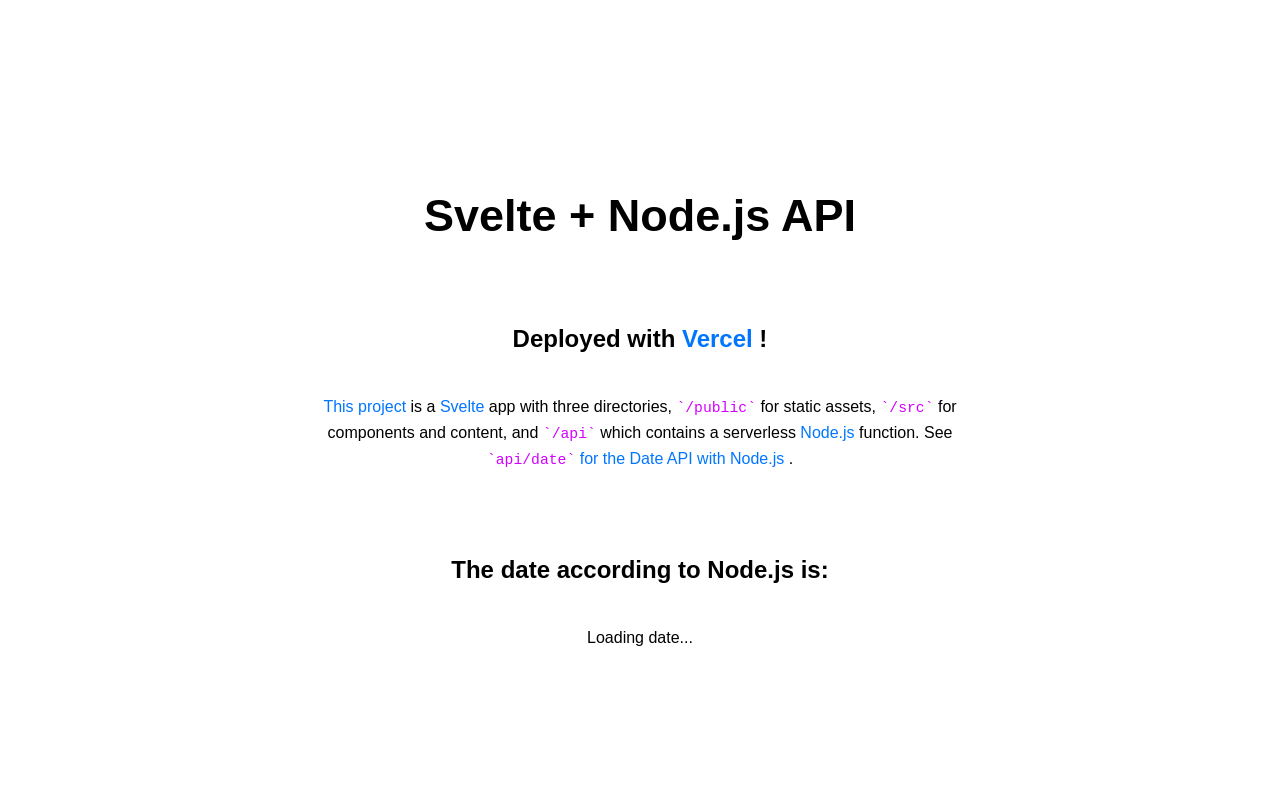 Svelte + Node.js API
Deployed with Vercel !
This project is a Svelte app with three directories, `/public` for static assets, `/src` for
components and content, and `/api` which contains a serverless Node.js function. See
`api/date` for the Date API with Node.js .
The date according to Node.js is:
Loading date...